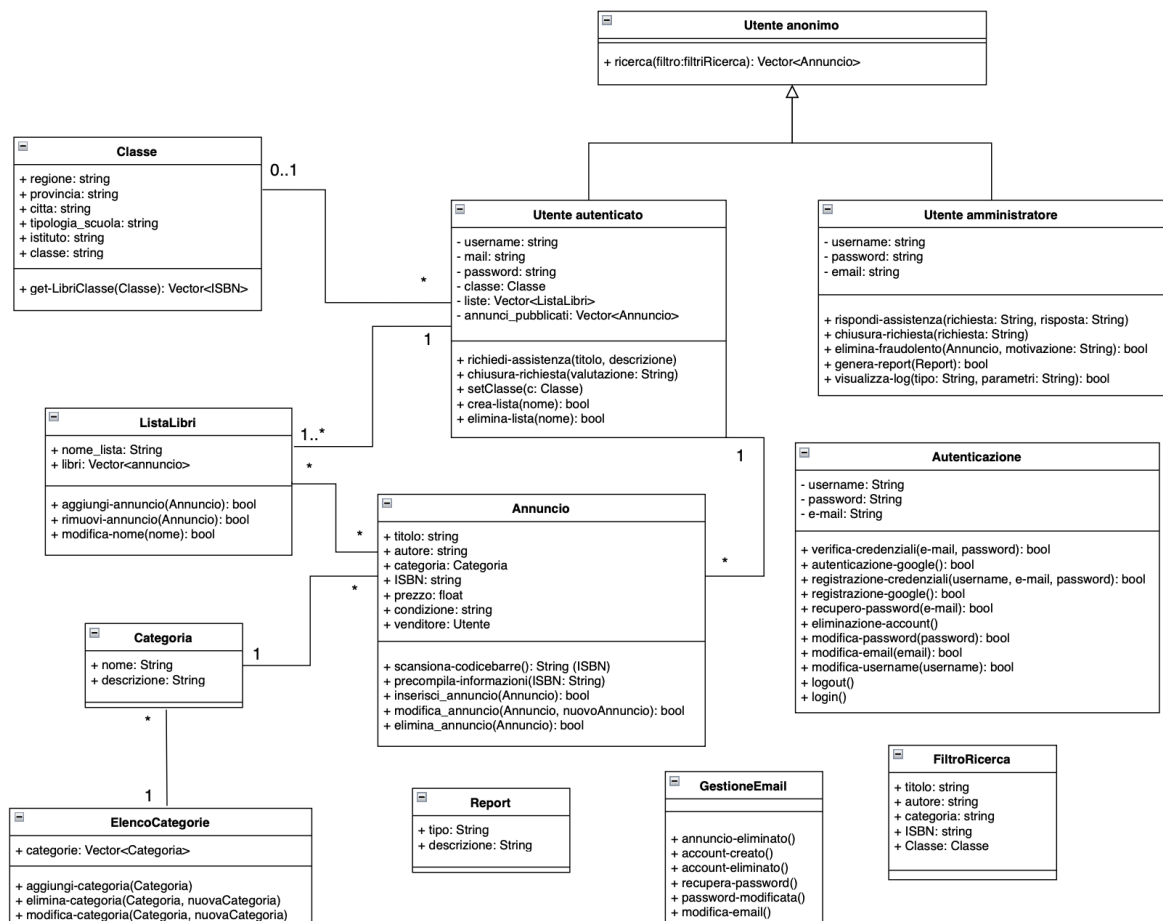 Utente anonimo
+ ricerca(filtro:filtriRicerca): Vector<Annuncio>
Classe
+ regione: string
+ provincia: string
+ citta: string
+ tipologia_scuola: string
+ istituto: string
+ classe: string
+ get-LibriClasse(Classe): Vector<ISBN>
0..1
*
Utente autenticato
- username: string
- mail: string
- password: string
- classe: Classe
- liste: Vector<ListaLibri>
- annunci_pubblicati: Vector<Annuncio>
+ richiedi-assistenza(titolo, descrizione)
+ chiusura-richiesta(valutazione: String)
+ setClasse(c: Classe)
+ crea-lista(nome): bool
+ elimina-lista(nome): bool
Utente amministratore
- username: string
- password: string
- email: string
+ rispondi-assistenza(richiesta: String, risposta: String)
+ chiusura-richiesta(richiesta: String)
+ elimina-fraudolento(Annuncio, motivazione: String): bool
+ genera-report(Report): bool
+ visualizza-log(tipo: String, parametri: String): bool
1
1..*
ListaLibri
+ nome_lista: String
+ libri: Vector<annuncio>
+ aggiungi-annuncio(Annuncio): bool
+ rimuovi-annuncio(Annuncio): bool
+ modifica-nome(nome): bool
*
*
1
*
Annuncio
+ titolo: string
+ autore: string
+ categoria: Categoria
+ ISBN: string
+ prezzo: float
+ condizione: string
+ venditore: Utente
+ scansiona-codicebarre(): String (ISBN)
+ precompila-informazioni(ISBN: String)
+ inserisci_annuncio(Annuncio): bool
+ modifica_annuncio(Annuncio, nuovoAnnuncio): bool
+ elimina_annuncio(Annuncio): bool
Autenticazione
- username: String
- password: String
- e-mail: String
+ verifica-credenziali(e-mail, password): bool
+ autenticazione-google(): bool
+ registrazione-credenziali(username, e-mail, password): bool
+ registrazione-google(): bool
+ recupero-password(e-mail): bool
+ eliminazione-account()
+ modifica-password(password): bool
+ modifica-email(email): bool
+ modifica-username(username): bool
+ logout()
+ login()
*
1
Categoria
+ nome: String
+ descrizione: String
*
1
ElencoCategorie
+ categorie: Vector<Categoria>
+ aggiungi-categoria(Categoria)
+ elimina-categoria(Categoria, nuovaCategoria)
+ modifica-categoria(Categoria, nuovaCategoria)
Report
+ tipo: String
+ descrizione: String
GestioneEmail
+ annuncio-eliminato()
+ account-creato()
+ account-eliminato()
+ recupera-password()
+ password-modificata()
+ modifica-email()
FiltroRicerca
+ titolo: string
+ autore: string
+ categoria: string
+ ISBN: string
+ Classe: Classe